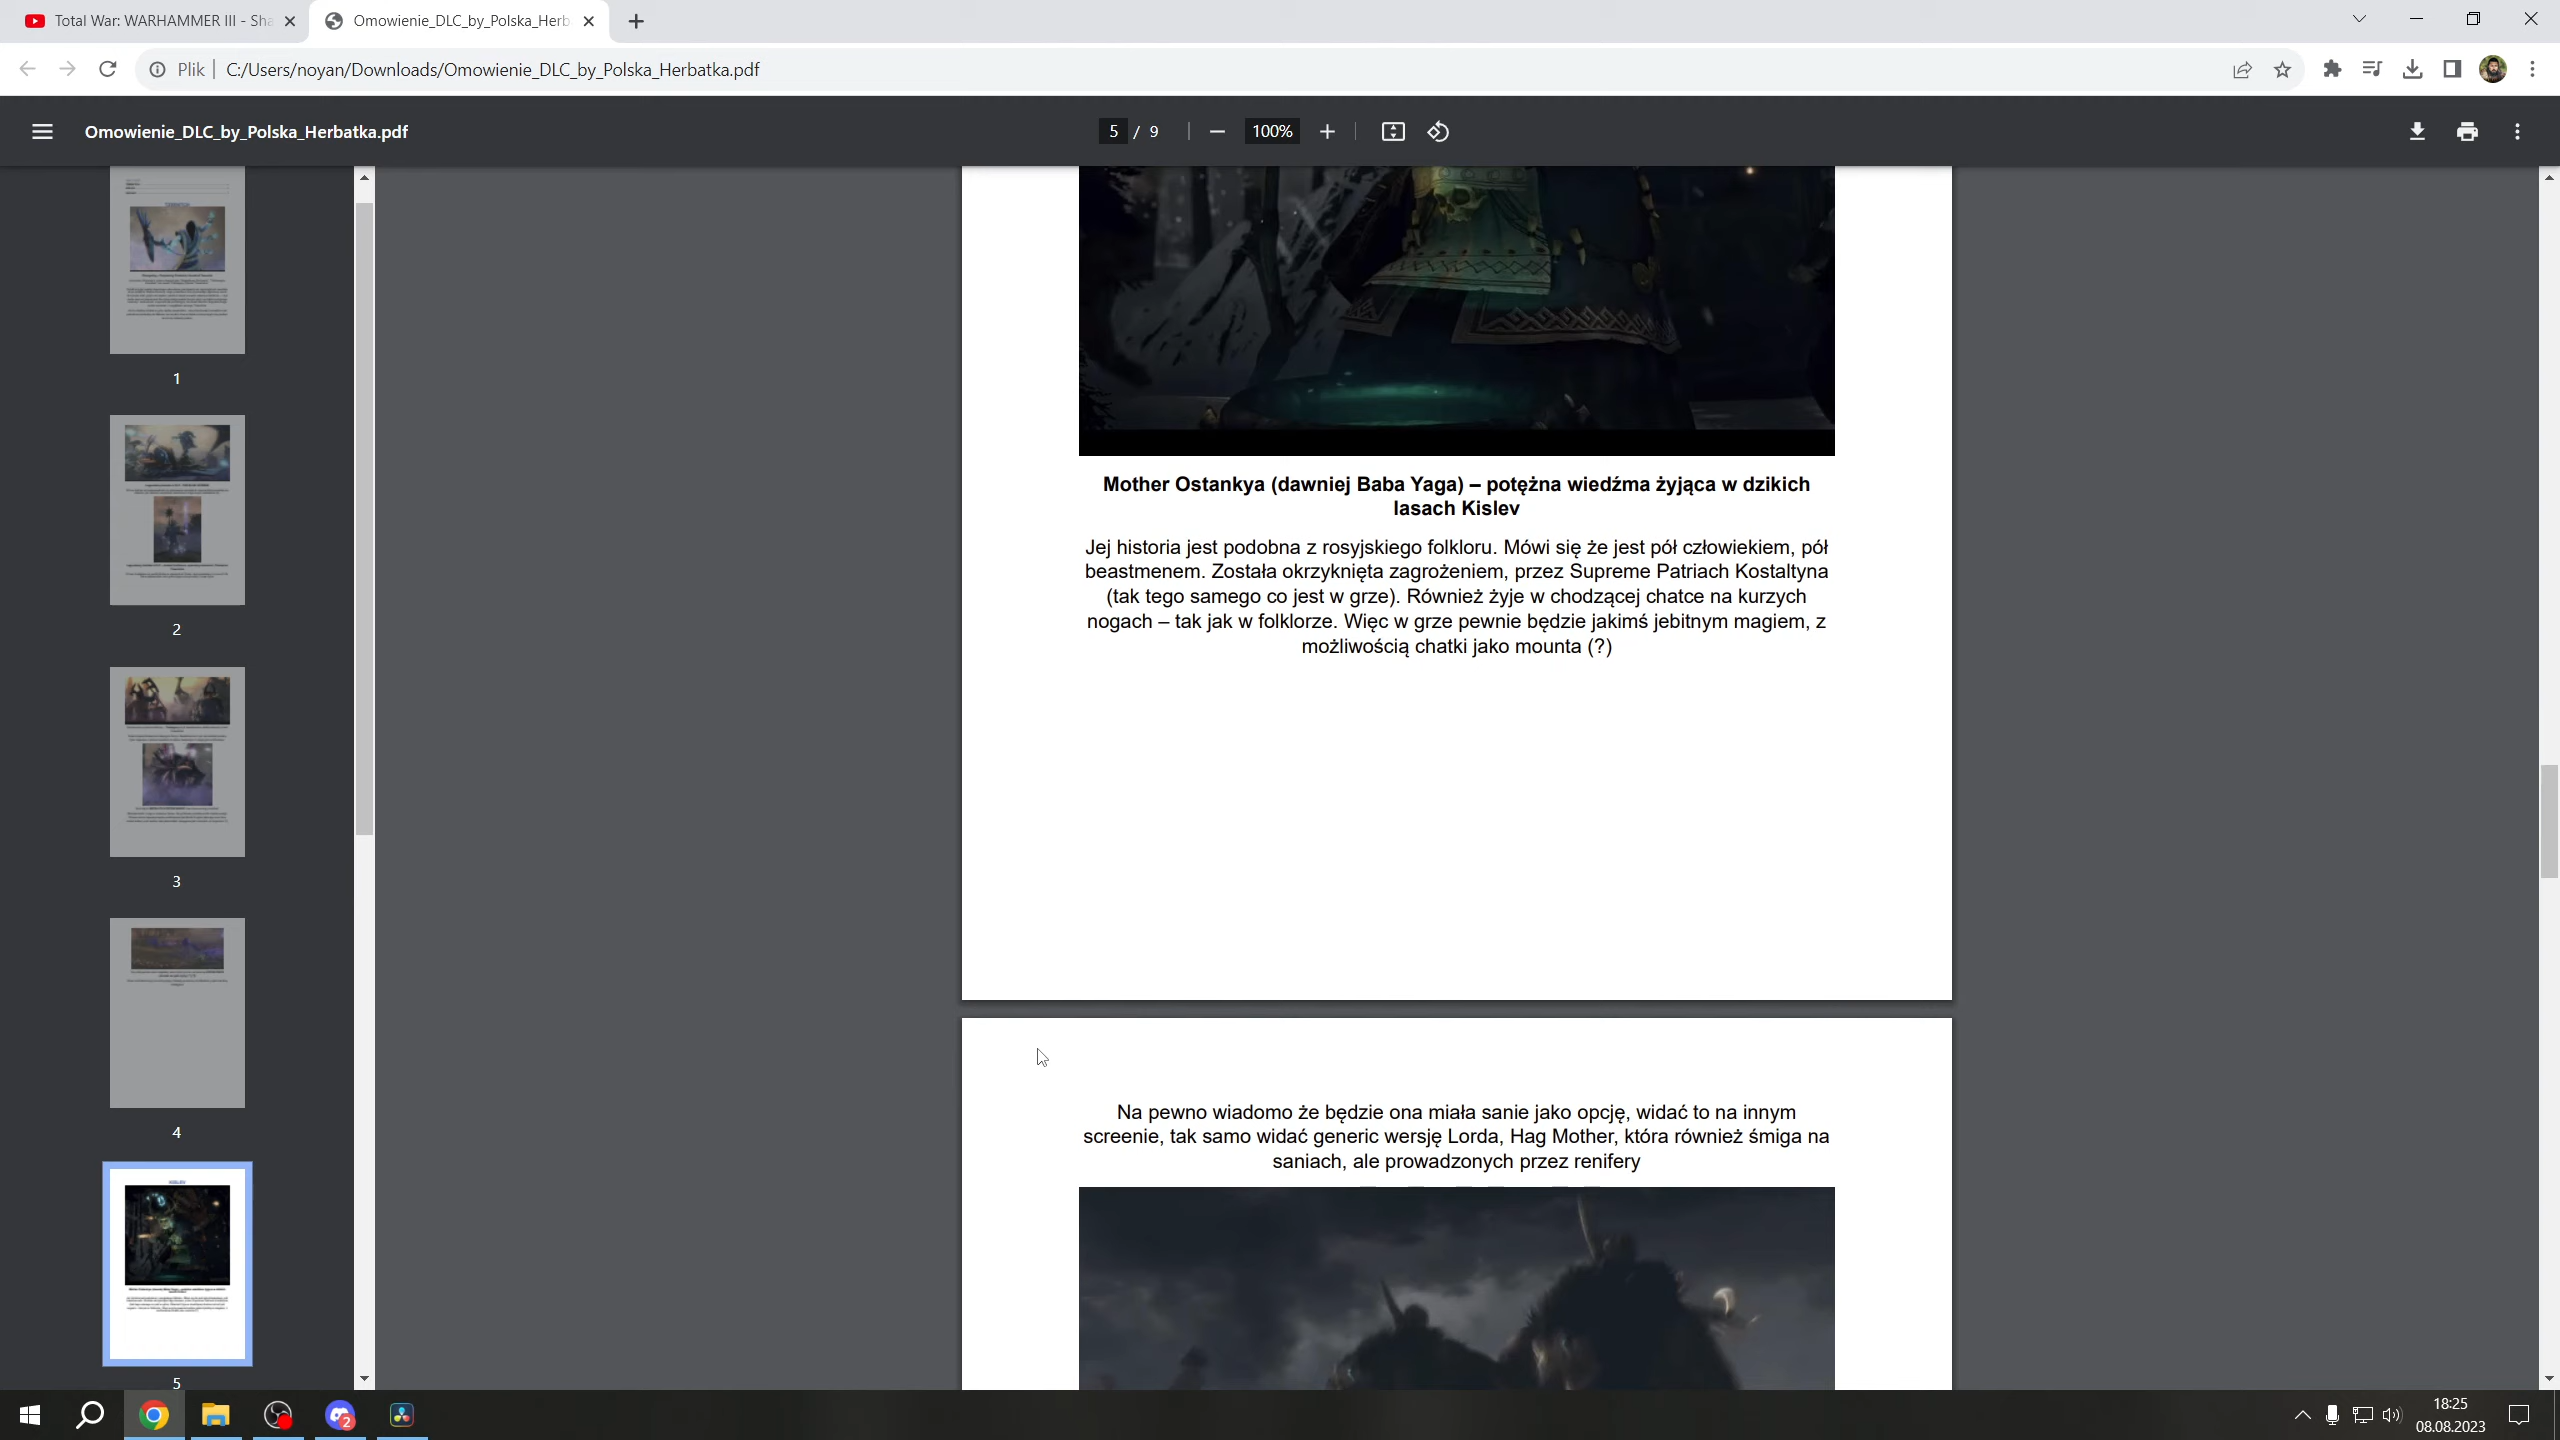 Total War: WARHAMMER III - Sha
Omowienie_DLC_by_Polska_Herb
Plik
C:/Users/noyan/Downloads/Omowienie_DLC_by_Polska_Herbatka.pdf
Omowienie_DLC_by_Polska_Herbatka.pdf
5 / 9
100%
1
2
3
4
5
Mother Ostankya (dawniej Baba Yaga) – potężna wiedźma żyjąca w dzikich
lasach Kislev
Jej historia jest podobna z rosyjskiego folkloru. Mówi się że jest pół człowiekiem, pół
beastmenem. Została okrzyknięta zagrożeniem, przez Supreme Patriach Kostaltyna
(tak tego samego co jest w grze). Również żyje w chodzącej chatce na kurzych
nogach – tak jak w folklorze. Więc w grze pewnie będzie jakimś jebitnym magiem, z
możliwością chatki jako mounta (?)
Na pewno wiadomo że będzie ona miała sanie jako opcję, widać to na innym
screenie, tak samo widać generic wersję Lorda, Hag Mother, która również śmiga na
saniach, ale prowadzonych przez renifery
2
18:25
08.08.2023